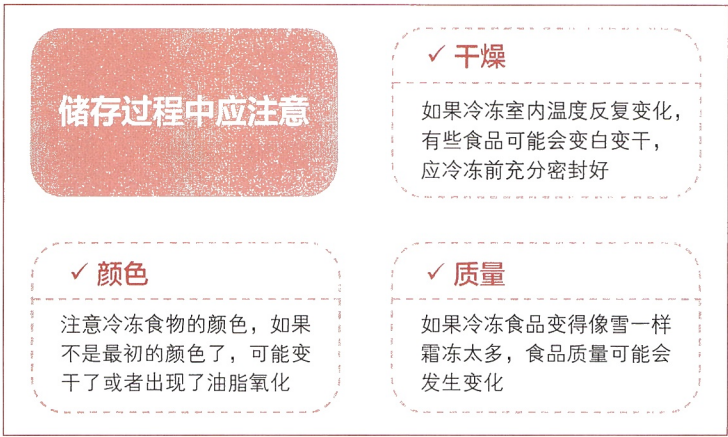 储存过程中应注意
✓ 干燥
如果冷冻室内温度反复变化，
有些食品可能会变白变干，
应冷冻前充分密封好
✓ 颜色
注意冷冻食物的颜色，如果
不是最初的颜色了，可能变
干了或者出现了油脂氧化
✓ 质量
如果冷冻食品变得像雪一样
霜冻太多，食品质量可能会
发生变化